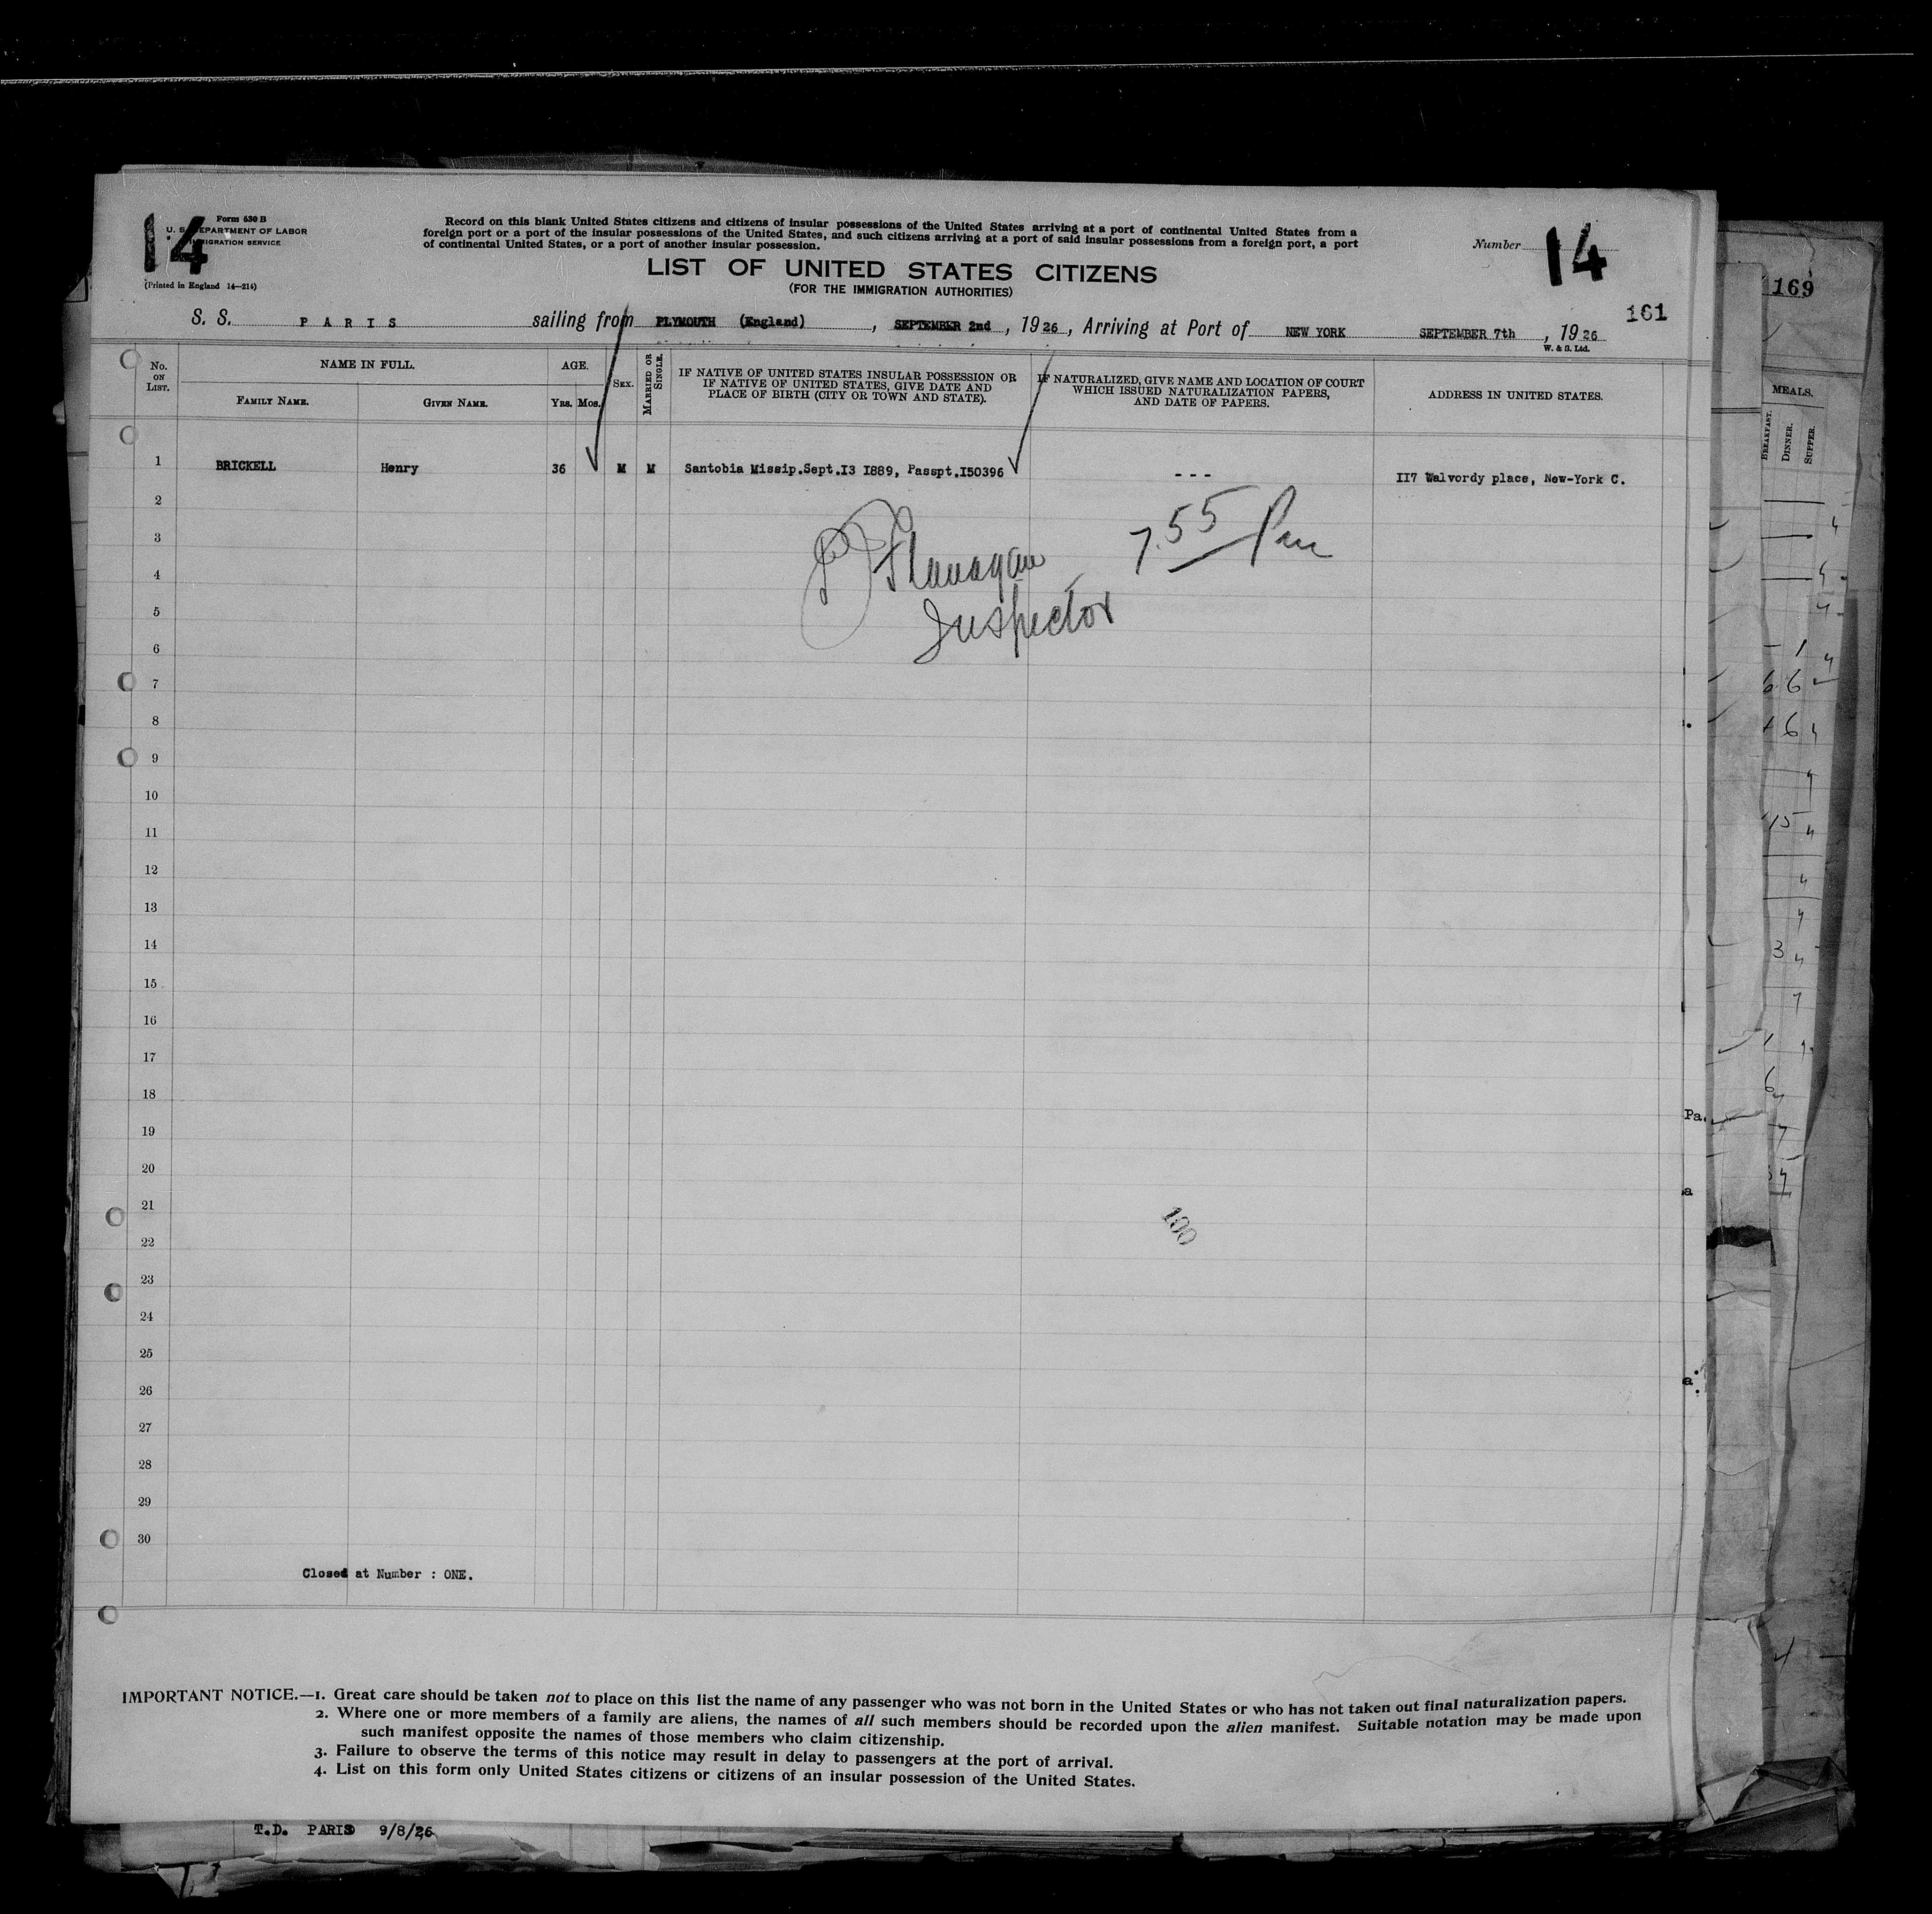 14
Form 630 B
U. S. DEPARTMENT OF LABOR
IMMIGRATION SERVICE
(Printed in England 14—214)
Record on this blank United States citizens and citizens of insular possessions of the United States arriving at a port of continental United States from a
foreign port or a port of the insular possessions of the United States, and such citizens arriving at a port of said insular possessions from a foreign port, a port
of continental United States, or a port of another insular possession.
Number 14
LIST OF UNITED STATES CITIZENS
(FOR THE IMMIGRATION AUTHORITIES)
161
169
S. S. PARIS sailing from PLYMOUTH (England), SEPTEMBER 2nd, 1926, Arriving at Port of NEW YORK SEPTEMBER 7th, 1926
W. & S. Ltd.
No. ON LIST.
NAME IN FULL.
FAMILY NAME.
GIVEN NAME.
AGE.
YRS. MOS.
SEX.
MARRIED OR SINGLE.
IF NATIVE OF UNITED STATES INSULAR POSSESSION OR
IF NATIVE OF UNITED STATES, GIVE DATE AND
PLACE OF BIRTH (CITY OR TOWN AND STATE).
IF NATURALIZED, GIVE NAME AND LOCATION OF COURT
WHICH ISSUED NATURALIZATION PAPERS,
AND DATE OF PAPERS.
ADDRESS IN UNITED STATES.
MEALS.
BREAKFAST.
DINNER.
SUPPER.
1 BRICKELL Henry 36 M M Santobia Missip.Sept.I3 I889, Passpt.I50396 --- II7 Walvordy place, New-York C.
2
3
Flanagan 7.55 Pm
4
5
Inspector
6
7
8
9
10
11
12
13
14
15
16
17
18
Pa.
19
20
21
100
22
23
24
25
26
27
28
29
30
Closed at Number : ONE.
IMPORTANT NOTICE.—1. Great care should be taken not to place on this list the name of any passenger who was not born in the United States or who has not taken out final naturalization papers.
2. Where one or more members of a family are aliens, the names of all such members should be recorded upon the alien manifest. Suitable notation may be made upon
such manifest opposite the names of those members who claim citizenship.
3. Failure to observe the terms of this notice may result in delay to passengers at the port of arrival.
4. List on this form only United States citizens or citizens of an insular possession of the United States.
T.D. PARIS 9/8/26